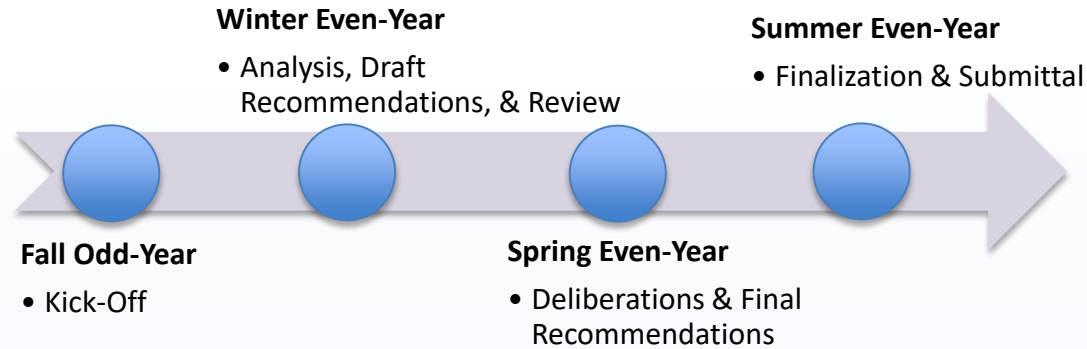 Winter Even-Year
• Analysis, Draft
Recommendations, & Review
Summer Even-Year
• Finalization & Submittal
Fall Odd-Year
• Kick-Off
Spring Even-Year
• Deliberations & Final
Recommendations